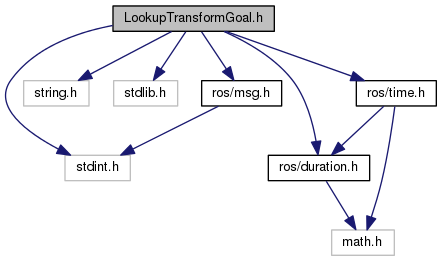 LookupTransformGoal.h
string.h
stdlib.h
ros/msg.h
ros/time.h
stdint.h
ros/duration.h
math.h